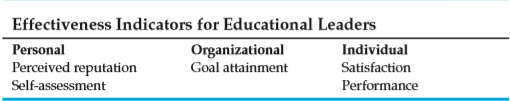 Effectiveness Indicators for Educational Leaders
Personal Organizational Individual
Perceived reputation Goal attainment Satisfaction
Self-assessment Performance